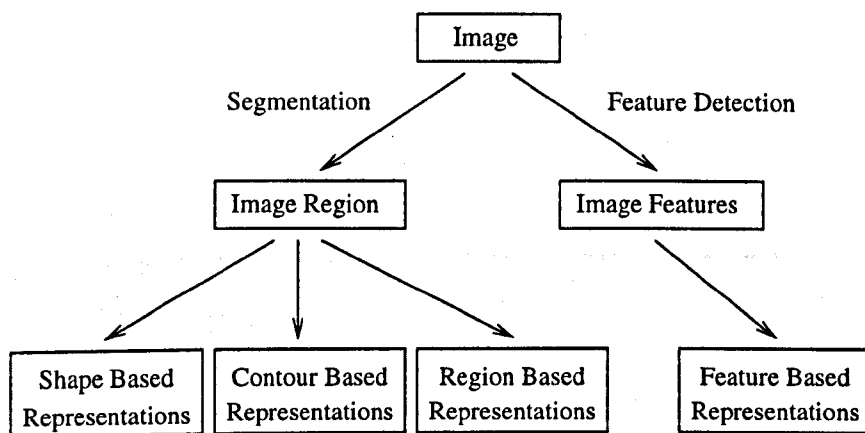 Image
Segmentation
Feature Detection
Image Region
Image Features
Shape Based
Representations
Contour Based
Representations
Region Based
Representations
Feature Based
Representations